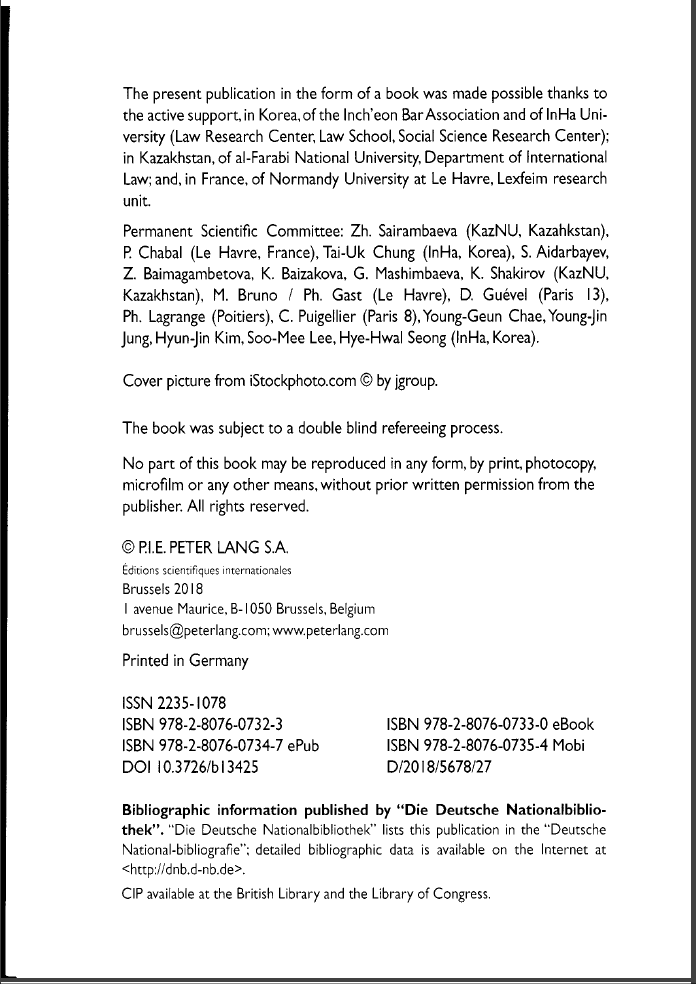 The present publication in the form of a book was made possible thanks to
the active support, in Korea, of the Inch'eon Bar Association and of InHa Uni-
versity (Law Research Center, Law School, Social Science Research Center);
in Kazakhstan, of al-Farabi National University, Department of International
Law; and, in France, of Normandy University at Le Havre, Lexfeim research
unit.
Permanent Scientific Committee: Zh. Sairambaeva (KazNU, Kazahkstan),
P. Chabal (Le Havre, France), Tai-Uk Chung (InHa, Korea), S. Aidarbayev,
Z. Baimagambetova, K. Baizakova, G. Mashimbaeva, K. Shakirov (KazNU,
Kazakhstan), M. Bruno / Ph. Gast (Le Havre), D. Guével (Paris 13),
Ph. Lagrange (Poitiers), C. Puigellier (Paris 8), Young-Geun Chae, Young-Jin
Jung, Hyun-Jin Kim, Soo-Mee Lee, Hye-Hwal Seong (InHa, Korea).
Cover picture from iStockphoto.com © by jgroup.
The book was subject to a double blind refereeing process.
No part of this book may be reproduced in any form, by print, photocopy,
microfilm or any other means, without prior written permission from the
publisher. All rights reserved.
© P.I.E. PETER LANG S.A.
Éditions scientifiques internationales
Brussels 2018
1 avenue Maurice, B-1050 Brussels, Belgium
brussels@peterlang.com; www.peterlang.com
Printed in Germany
ISSN 2235-1078
ISBN 978-2-8076-0732-3 ISBN 978-2-8076-0733-0 eBook
ISBN 978-2-8076-0734-7 ePub ISBN 978-2-8076-0735-4 Mobi
DOI 10.3726/b13425 D/2018/5678/27
Bibliographic information published by "Die Deutsche Nationalbiblio-
thek". "Die Deutsche Nationalbibliothek" lists this publication in the "Deutsche
National-bibliografie"; detailed bibliographic data is available on the Internet at
<http://dnb.d-nb.de>.
CIP available at the British Library and the Library of Congress.